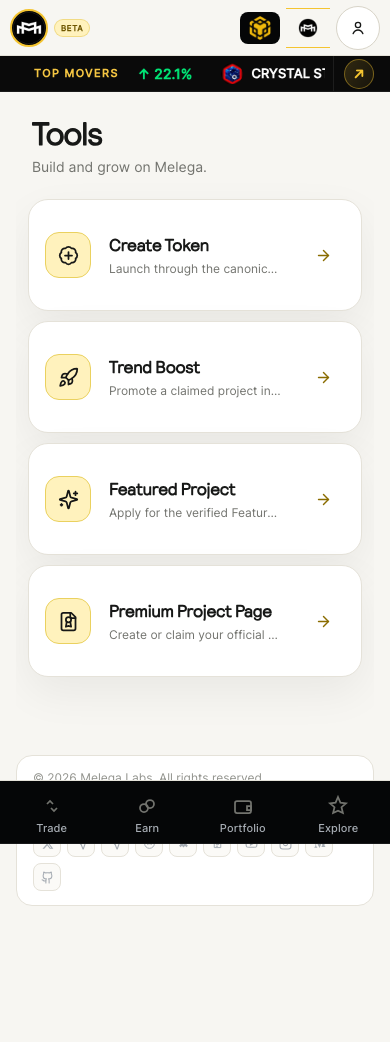 BETA
TOP MOVERS ↑ 22.1% CRYSTAL ST
Tools
Build and grow on Melega.
Create Token
Launch through the canonic...
Trend Boost
Promote a claimed project in...
Featured Project
Apply for the verified Featur...
Premium Project Page
Create or claim your official ...
© 2026 Melega Labs. All rights reserved
Trade Earn Portfolio Explore